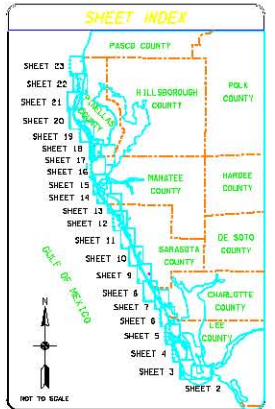 SHEET INDEX
PASCO COUNTY
SHEET 23
SHEET 22
SHEET 21
PINELLAS
COUNTY
HILLSBOROUGH
COUNTY
POLK
COUNTY
SHEET 20
SHEET 19
SHEET 18
SHEET 17
SHEET 16
SHEET 15
SHEET 14
MANATEE
COUNTY
HARDEE
COUNTY
SHEET 13
SHEET 12
SHEET 11
SHEET 10
SHEET 9
SARASOTA
COUNTY
DE SOTO
COUNTY
GULF OF MEXICO
SHEET 8
SHEET 7
SHEET 6
SHEET 5
SHEET 4
SHEET 3
SHEET 2
CHARLOTTE
COUNTY
LEE
COUNTY
N
NOT TO SCALE